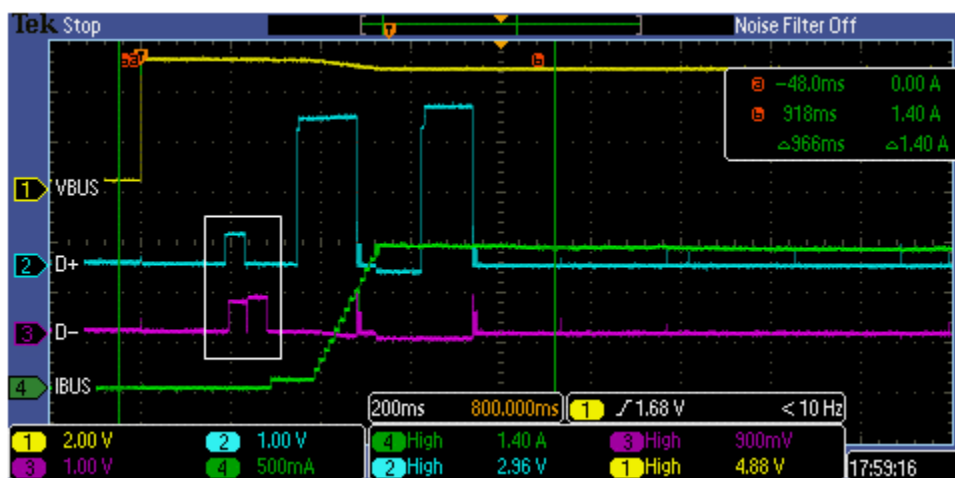 Tek Stop
Noise Filter Off
a -48.0ms 0.00 A
b 918ms 1.40 A
△966ms △1.40 A
1 VBUS
2 D+
3 D-
4 IBUS
200ms 800.000ms
1 1.68 V < 10 Hz
1 2.00 V 2 1.00 V 4 High 1.40 A 3 High 900mV
3 1.00 V 4 500mA 2 High 2.96 V 1 High 4.88 V
17:59:16